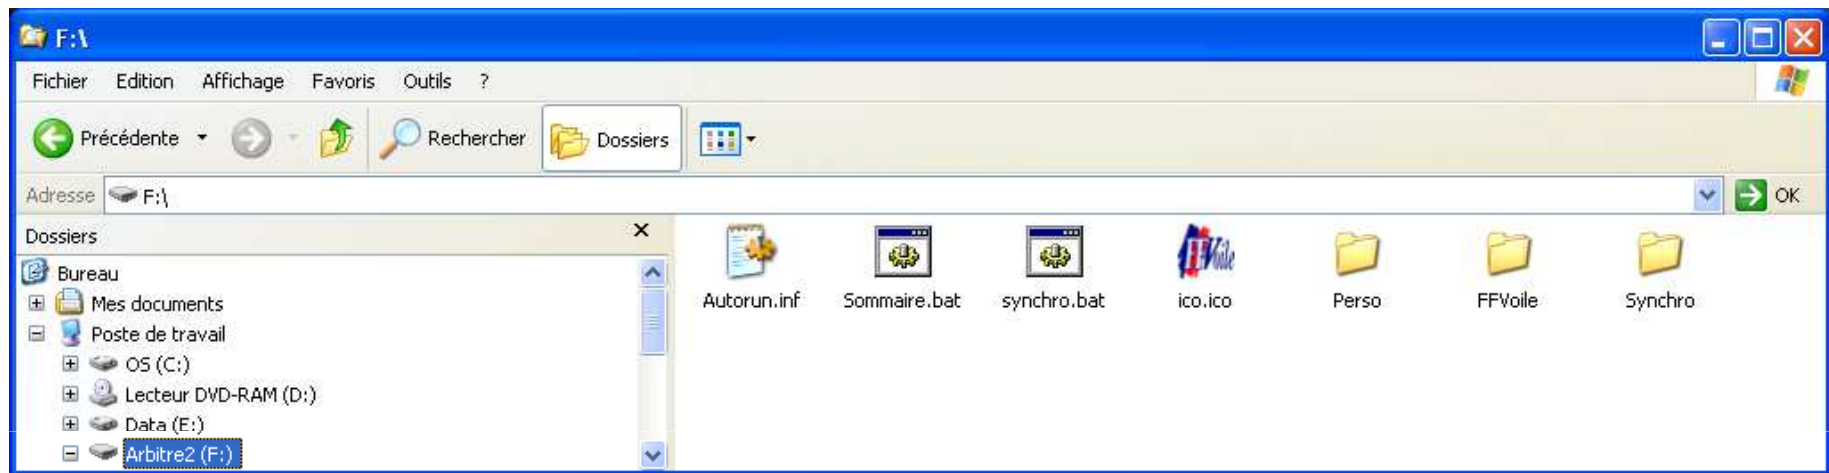 F:\
Fichier Edition Affichage Favoris Outils ?
Précédente Rechercher Dossiers
Adresse F:\ OK
Dossiers
Bureau
Mes documents
Poste de travail
OS (C:)
Lecteur DVD-RAM (D:)
Data (E:)
Arbitre2 (F:)
FFVoile
Autorun.inf Sommaire.bat synchro.bat ico.ico Perso FFVoile Synchro